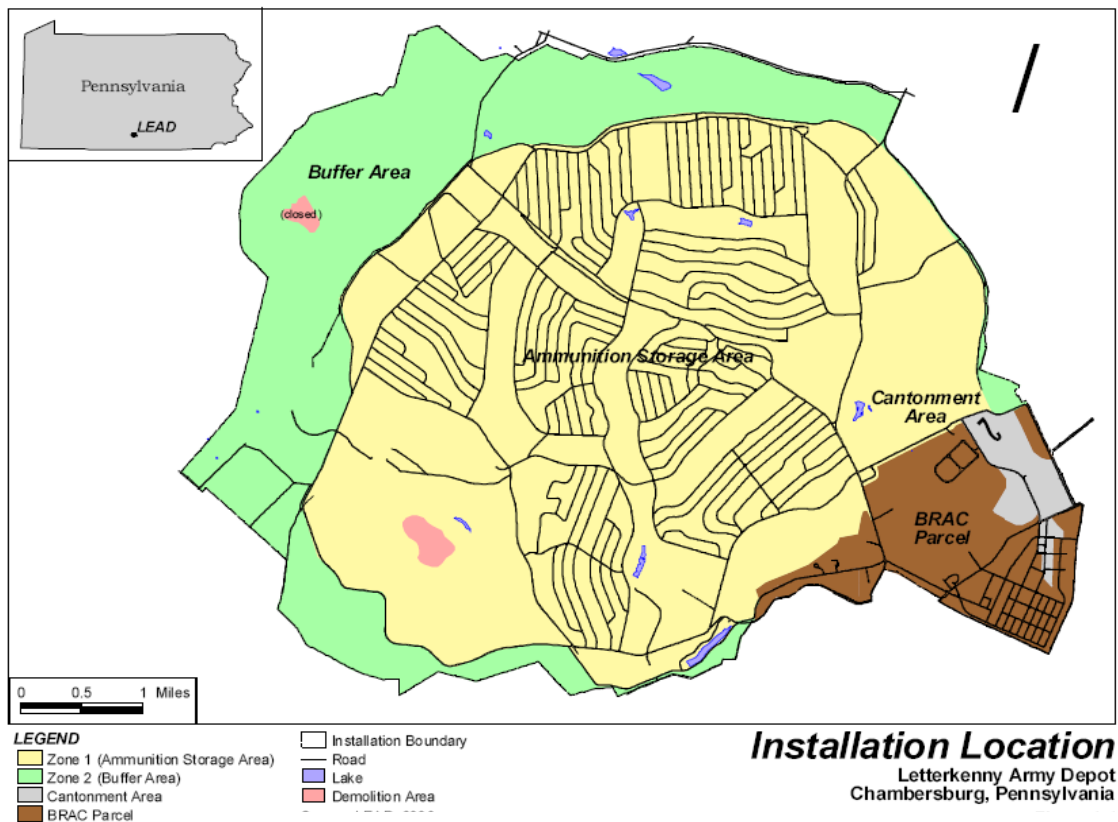 Pennsylvania
LEAD
Buffer Area
(closed)
Ammunition Storage Area
Cantonment
Area
BRAC
Parcel
0 0.5 1 Miles
LEGEND
Zone 1 (Ammunition Storage Area)
Zone 2 (Buffer Area)
Cantonment Area
BRAC Parcel
Installation Boundary
Road
Lake
Demolition Area
Installation Location
Letterkenny Army Depot
Chambersburg, Pennsylvania